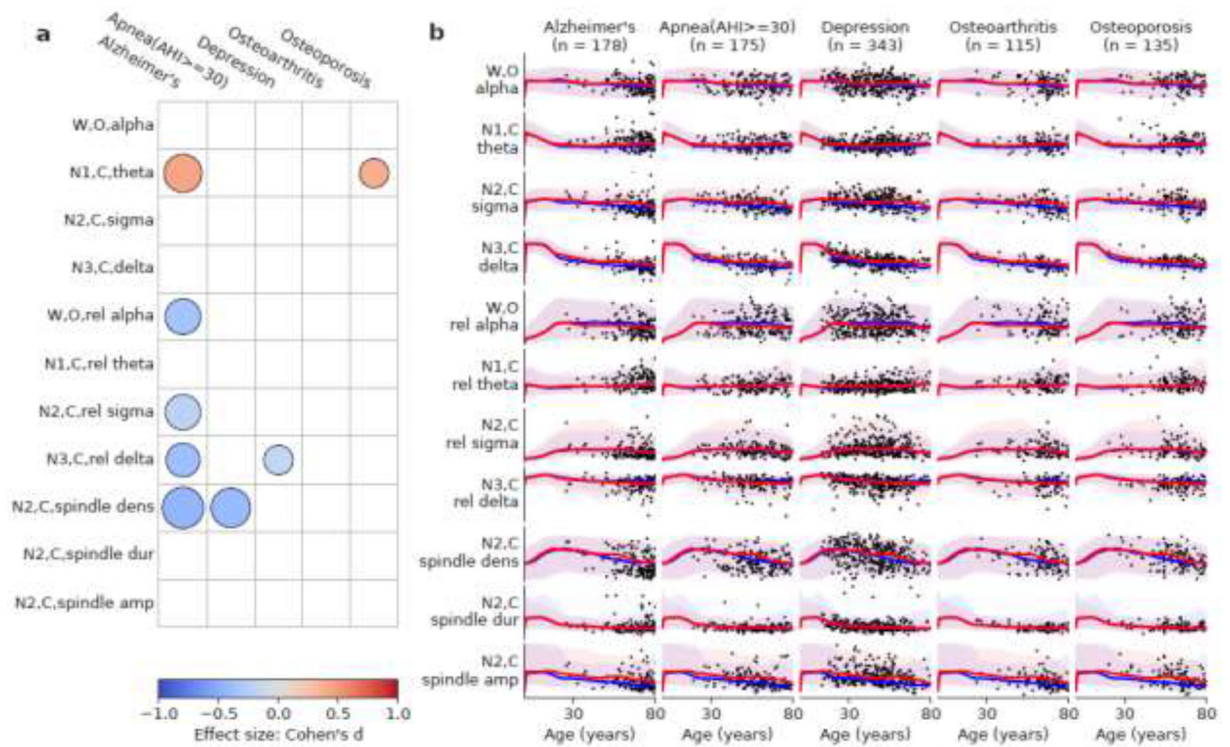 a
Alzheimer's
Apnea(AHI>=30)
Depression
Osteoarthritis
Osteoporosis
W,O,alpha
N1,C,theta
N2,C,sigma
N3,C,delta
W,O,rel alpha
N1,C,rel theta
N2,C,rel sigma
N3,C,rel delta
N2,C,spindle dens
N2,C,spindle dur
N2,C,spindle amp
−1.0 −0.5 0.0 0.5 1.0
Effect size: Cohen's d
b
Alzheimer's Apnea(AHI>=30) Depression Osteoarthritis Osteoporosis
(n = 178) (n = 175) (n = 343) (n = 115) (n = 135)
W,O
alpha
N1,C
theta
N2,C
sigma
N3,C
delta
W,O
rel alpha
N1,C
rel theta
N2,C
rel sigma
N3,C
rel delta
N2,C
spindle dens
N2,C
spindle dur
N2,C
spindle amp
30 80 30 80 30 80 30 80 30 80
Age (years) Age (years) Age (years) Age (years) Age (years)